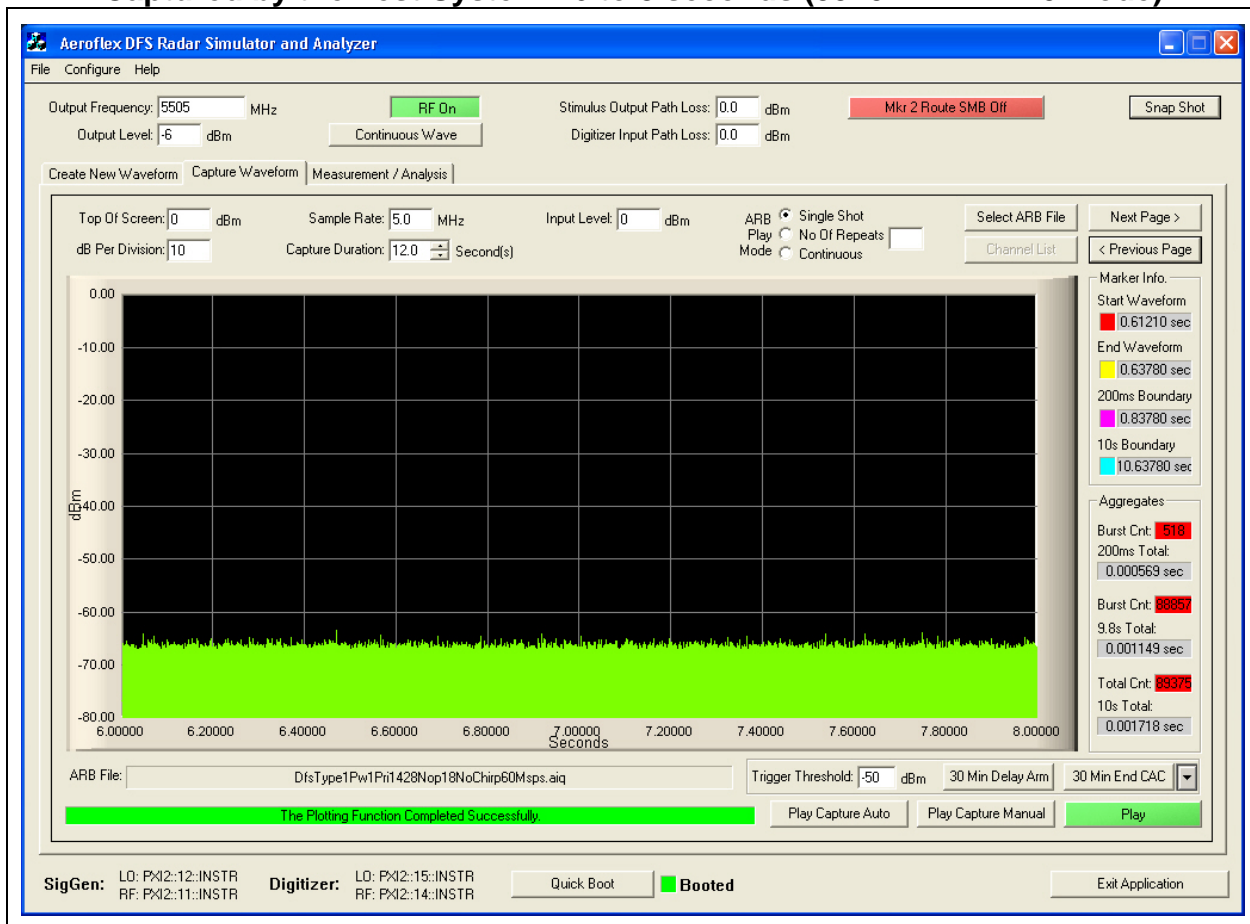 Aeroflex DFS Radar Simulator and Analyzer
File Configure Help
Output Frequency: 5505 MHz RF On Stimulus Output Path Loss: 0.0 dBm Mkr 2 Route SMB Off Snap Shot
Output Level: -6 dBm Continuous Wave Digitizer Input Path Loss: 0.0 dBm
Create New Waveform Capture Waveform Measurement / Analysis
Top Of Screen: 0 dBm Sample Rate: 5.0 MHz Input Level: 0 dBm ARB Play Mode Single Shot Select ARB File Next Page >
No Of Repeats
dB Per Division: 10 Capture Duration: 12.0 Second(s) Continuous Channel List < Previous Page
Marker Info.
Start Waveform
0.61210 sec
End Waveform
0.63780 sec
200ms Boundary
0.83780 sec
10s Boundary
10.63780 sec
Aggregates
Burst Cnt: 518
200ms Total:
0.000569 sec
Burst Cnt: 88857
9.8s Total:
0.001149 sec
Total Cnt: 89375
10s Total:
0.001718 sec
0.00
-10.00
-20.00
-30.00
-40.00
-50.00
-60.00
-70.00
-80.00
dBm
6.00000 6.20000 6.40000 6.60000 6.80000 7.00000 7.20000 7.40000 7.60000 7.80000 8.00000
Seconds
ARB File: DfsType1Pw1Pri1428Nop18NoChirp60Msps.aiq Trigger Threshold: -50 dBm 30 Min Delay Arm 30 Min End CAC
The Plotting Function Completed Successfully. Play Capture Auto Play Capture Manual Play
SigGen: LO: PXI2::12::INSTR Digitizer: LO: PXI2::15::INSTR Quick Boot Booted Exit Application
RF: PXI2::11::INSTR RF: PXI2::14::INSTR